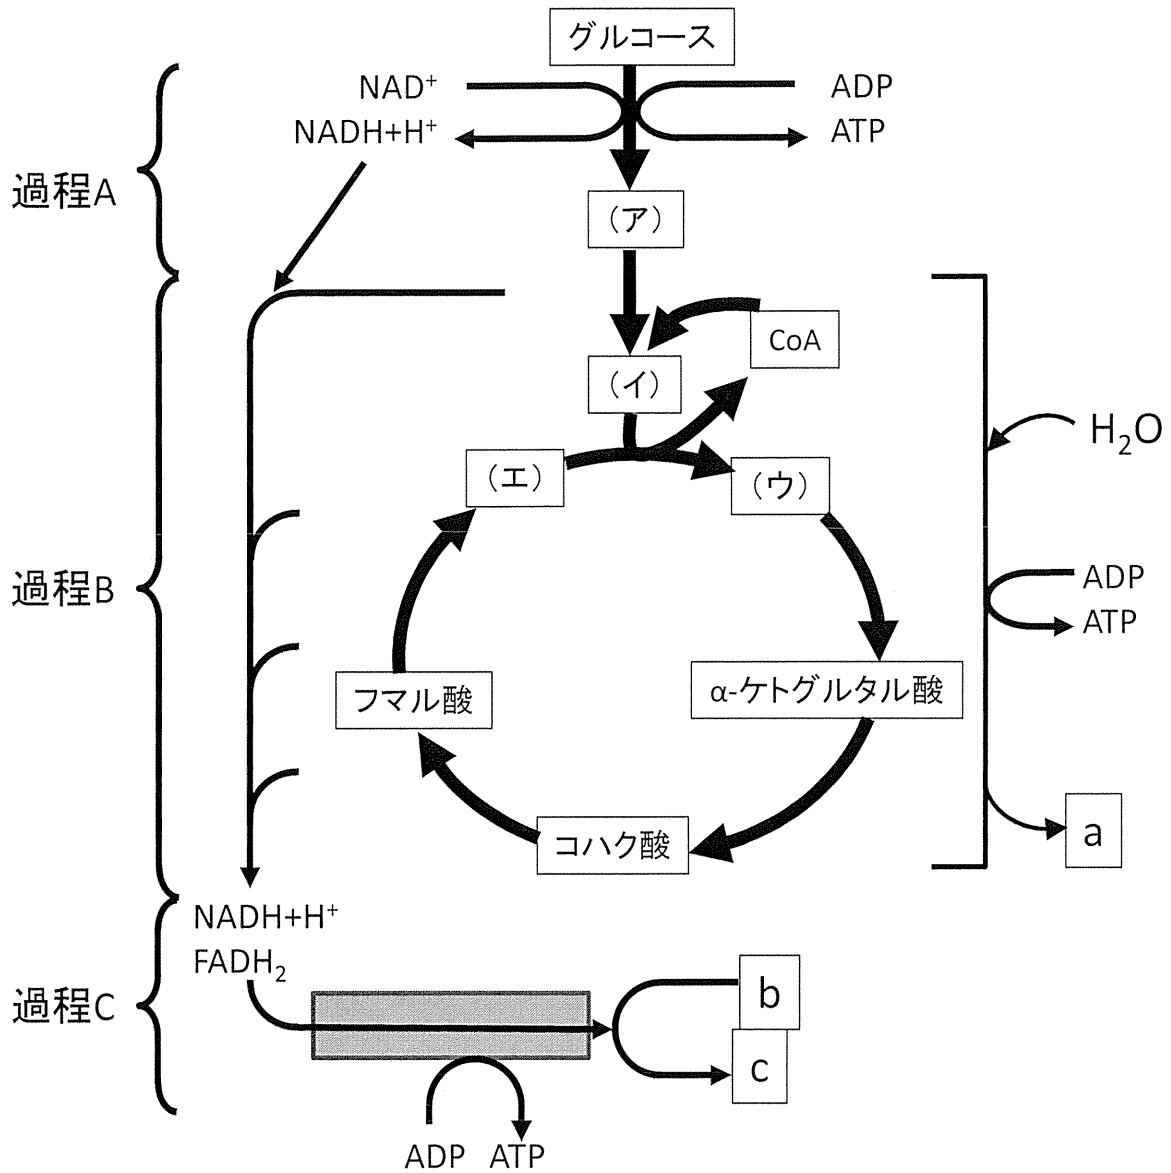 グルコース
NAD⁺
ADP
NADH+H⁺
ATP
過程A
(ア)
CoA
(イ)
H₂O
(エ)
(ウ)
過程B
ADP
ATP
フマル酸
α-ケトグルタル酸
コハク酸
a
NADH+H⁺
FADH₂
過程C
b
c
ADP ATP